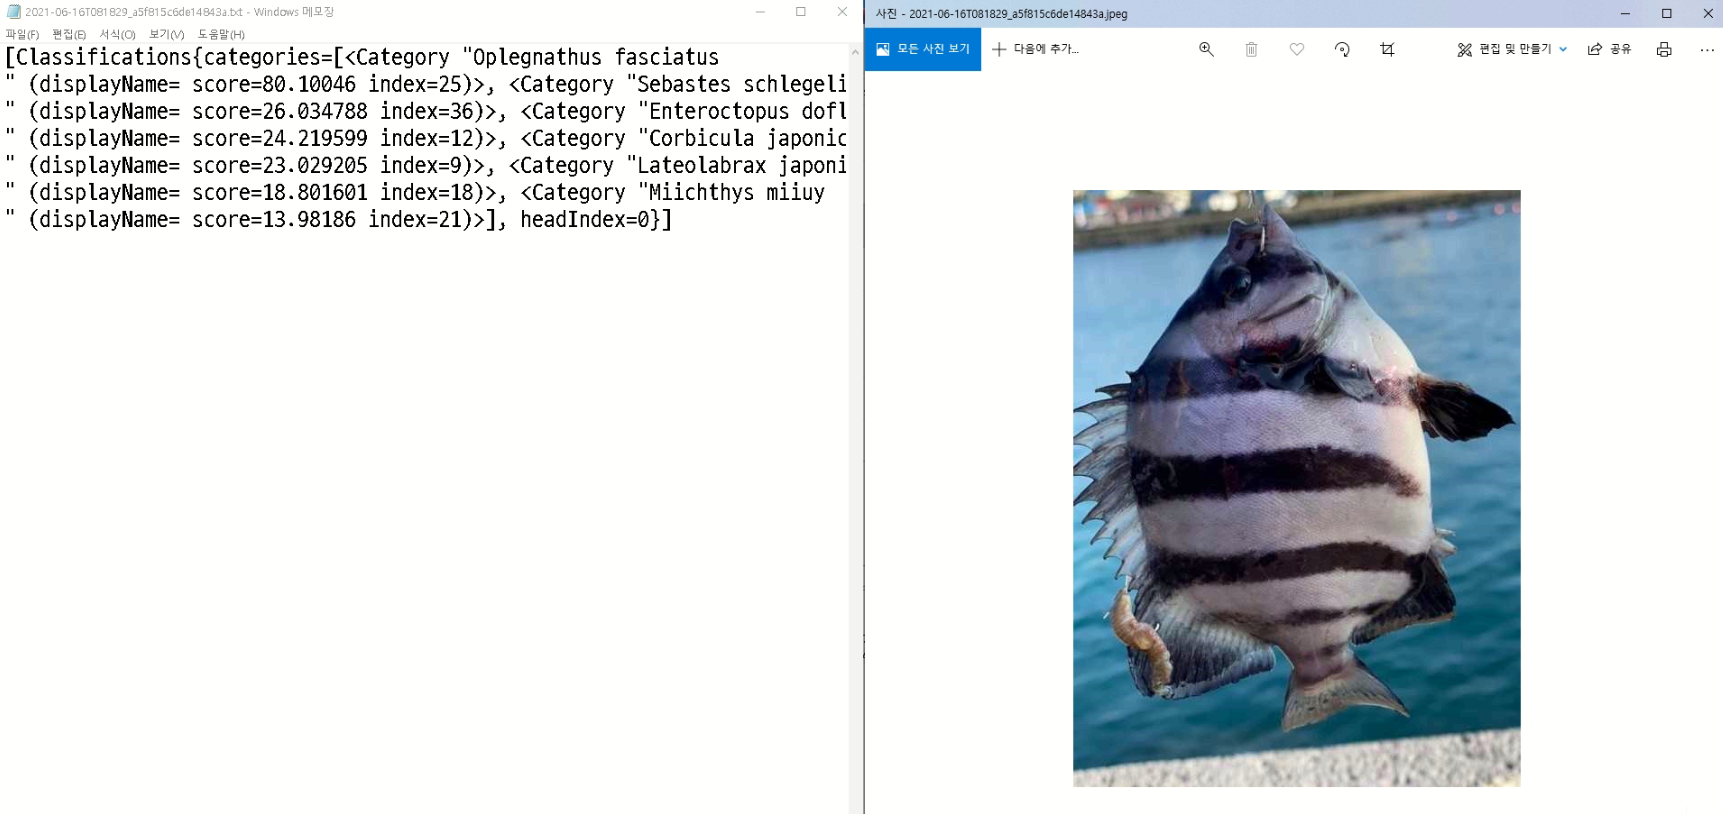 2021-06-16T081829_a5f815c6de14843a.txt - Windows 메모장
파일(F) 편집(E) 서식(O) 보기(V) 도움말(H)
[Classifications{categories=[<Category "Oplegnathus fasciatus
" (displayName= score=80.10046 index=25)>, <Category "Sebastes schlegeli
" (displayName= score=26.034788 index=36)>, <Category "Enteroctopus dofl
" (displayName= score=24.219599 index=12)>, <Category "Corbicula japonic
" (displayName= score=23.029205 index=9)>, <Category "Lateolabrax japoni
" (displayName= score=18.801601 index=18)>, <Category "Miichthys miiuy
" (displayName= score=13.98186 index=21)>], headIndex=0}]
사진 - 2021-06-16T081829_a5f815c6de14843a.jpeg
모든 사진 보기 다음에 추가... 편집 및 만들기 공유